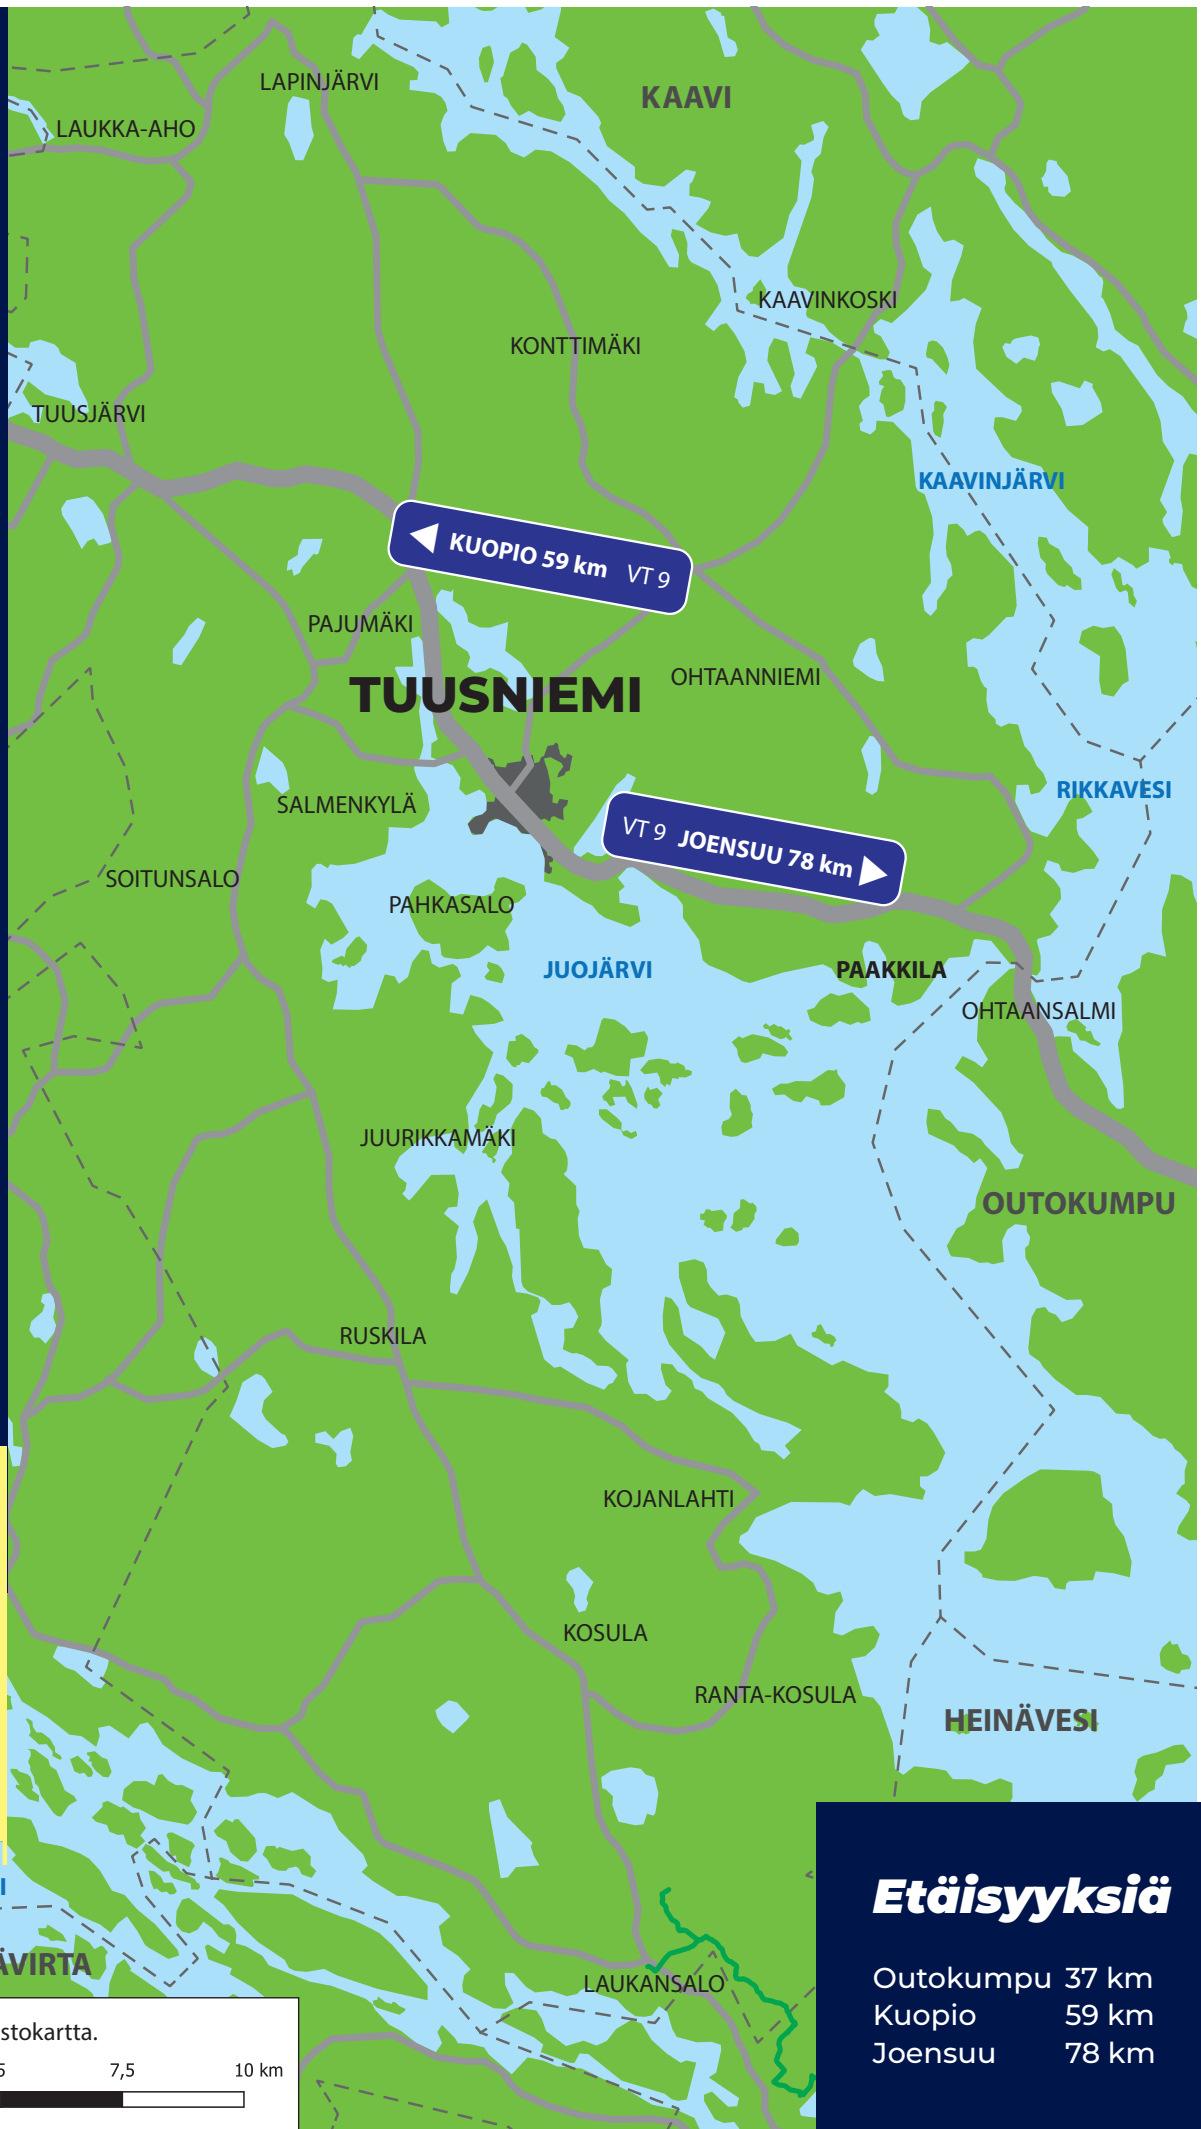 LAPINJÄRVI
KAAVI
LAUKKA-AHO
KAAVINKOSKI
KONTTIMÄKI
TUUSJÄRVI
KAAVINJÄRVI
KUOPIO 59 km VT 9
PAJUMÄKI
OHTAANNIEMI
TUUSNIEMI
RIKKAVESI
SALMENKYLÄ
VT 9 JOENSUU 78 km
SOITUNSALO
PAHKASALO
JUOJÄRVI
PAAKKILA
OHTAANSALMI
JUURIKKAMÄKI
OUTOKUMPU
RUSKILA
KOJANLAHTI
KOSULA
RANTA-KOSULA
HEINÄVESI
Etäisyyksiä
Outokumpu 37 km
Kuopio 59 km
Joensuu 78 km
ÄVIRTA
LAUKANSALO
stokartta.
7,5 10 km